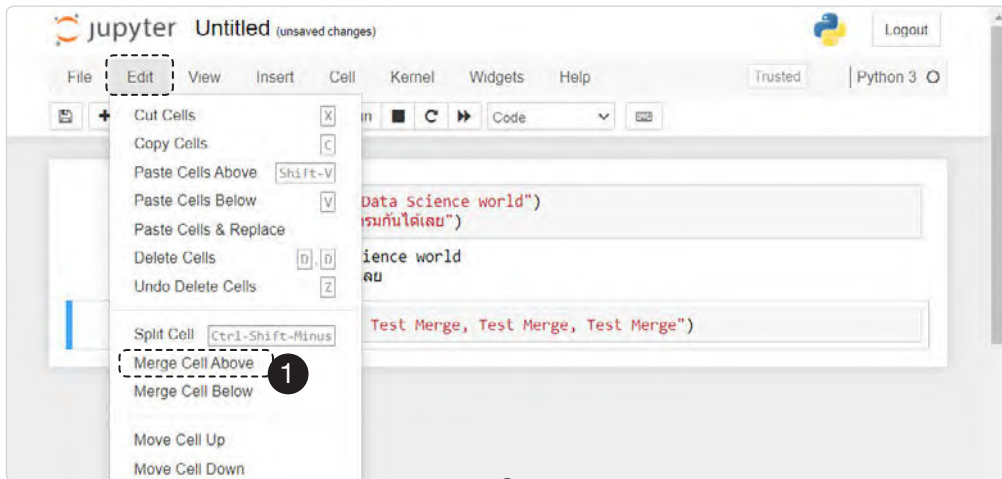 jupyter Untitled (unsaved changes) Logout
File Edit View Insert Cell Kernel Widgets Help Trusted Python 3
Cut Cells X
Code
Copy Cells C
Paste Cells Above Shift-V
Paste Cells Below V
Data Science world")
Paste Cells & Replace
กันได้เลย")
Delete Cells D, D
ience world
Undo Delete Cells Z
ลย
Split Cell Ctrl-Shift-Minus
Test Merge, Test Merge, Test Merge")
Merge Cell Above 1
Merge Cell Below
Move Cell Up
Move Cell Down